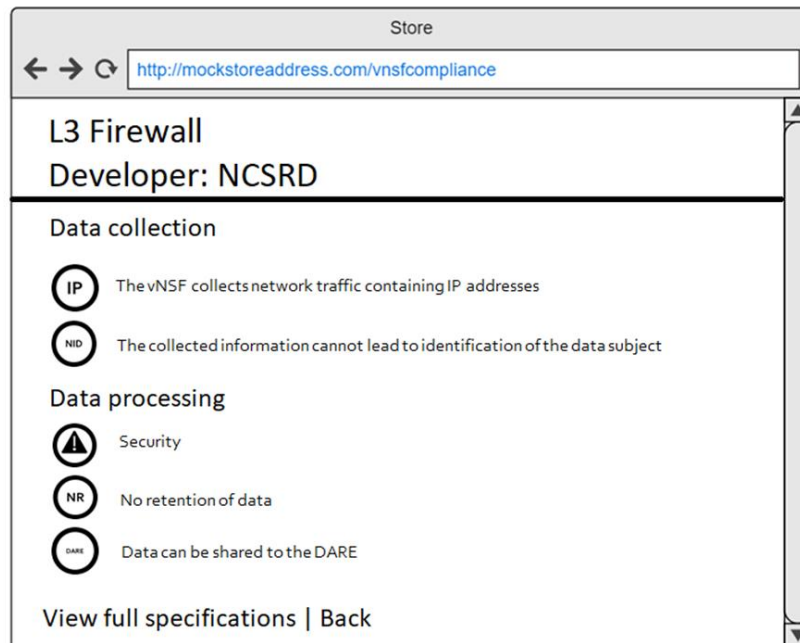 Store
http://mockstoreaddress.com/vnsfcompliance
L3 Firewall
Developer: NCSRD
Data collection
IP The vNSF collects network traffic containing IP addresses
NID The collected information cannot lead to identification of the data subject
Data processing
Security
NR No retention of data
DARE Data can be shared to the DARE
View full specifications | Back